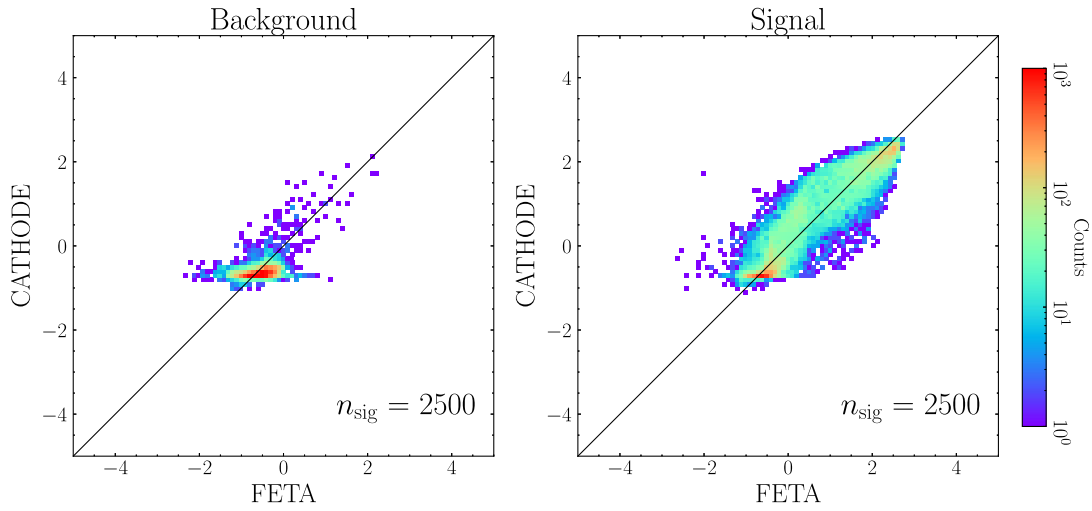 Background
4
2
0
−2
−4
CATHODE
n_sig = 2500
−4 −2 0 2 4
FETA
Signal
4
2
0
−2
−4
CATHODE
n_sig = 2500
−4 −2 0 2 4
FETA
10³
10²
10¹
10⁰
Counts